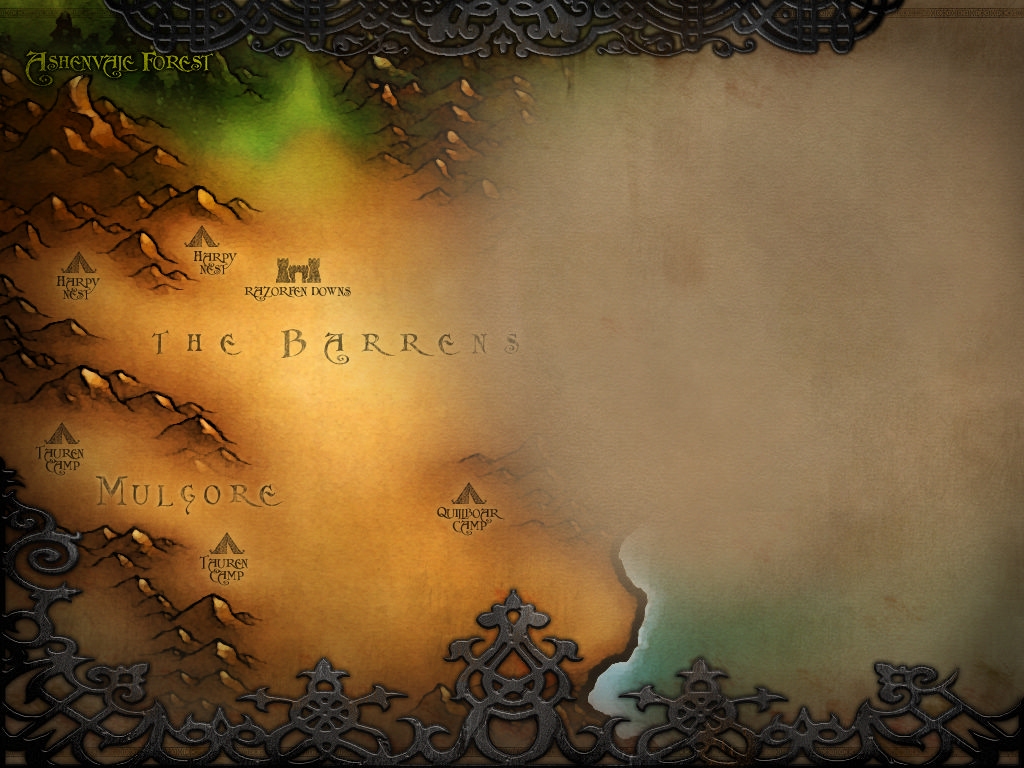 Ashenvale Forest
Harpy
Nest
Harpy
Nest
Razorfen Downs
The Barrens
Tauren
Camp
Mulgore
Quillboar
Camp
Tauren
Camp